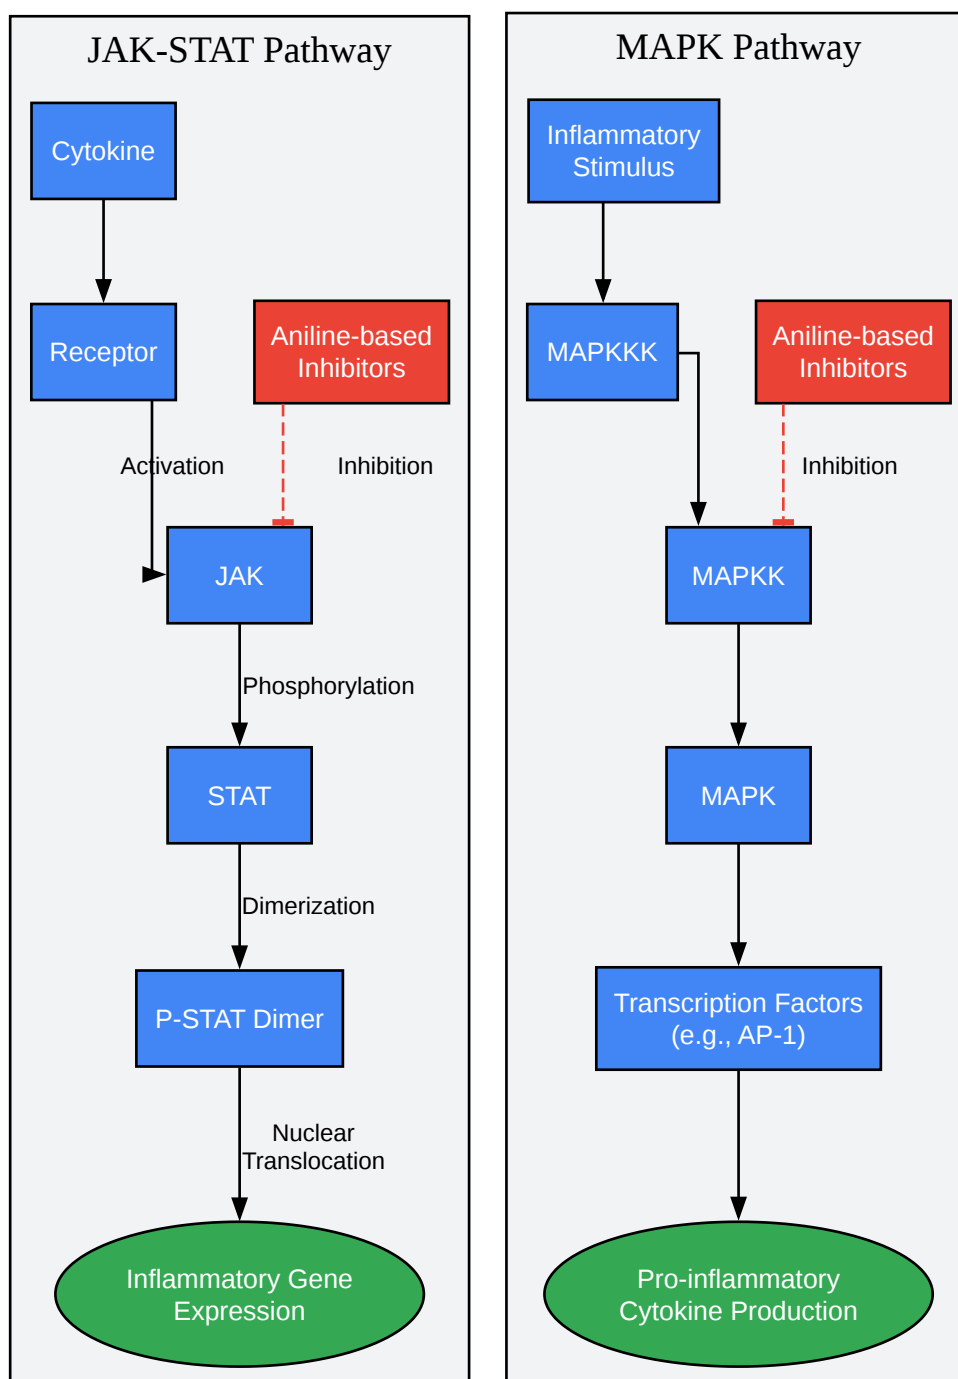 JAK-STAT Pathway
Cytokine
Receptor
Aniline-based
Inhibitors
Activation
Inhibition
JAK
Phosphorylation
STAT
Dimerization
P-STAT Dimer
Nuclear
Translocation
Inflammatory Gene
Expression
MAPK Pathway
Inflammatory
Stimulus
MAPKKK
Aniline-based
Inhibitors
Inhibition
MAPKK
MAPK
Transcription Factors
(e.g., AP-1)
Pro-inflammatory
Cytokine Production